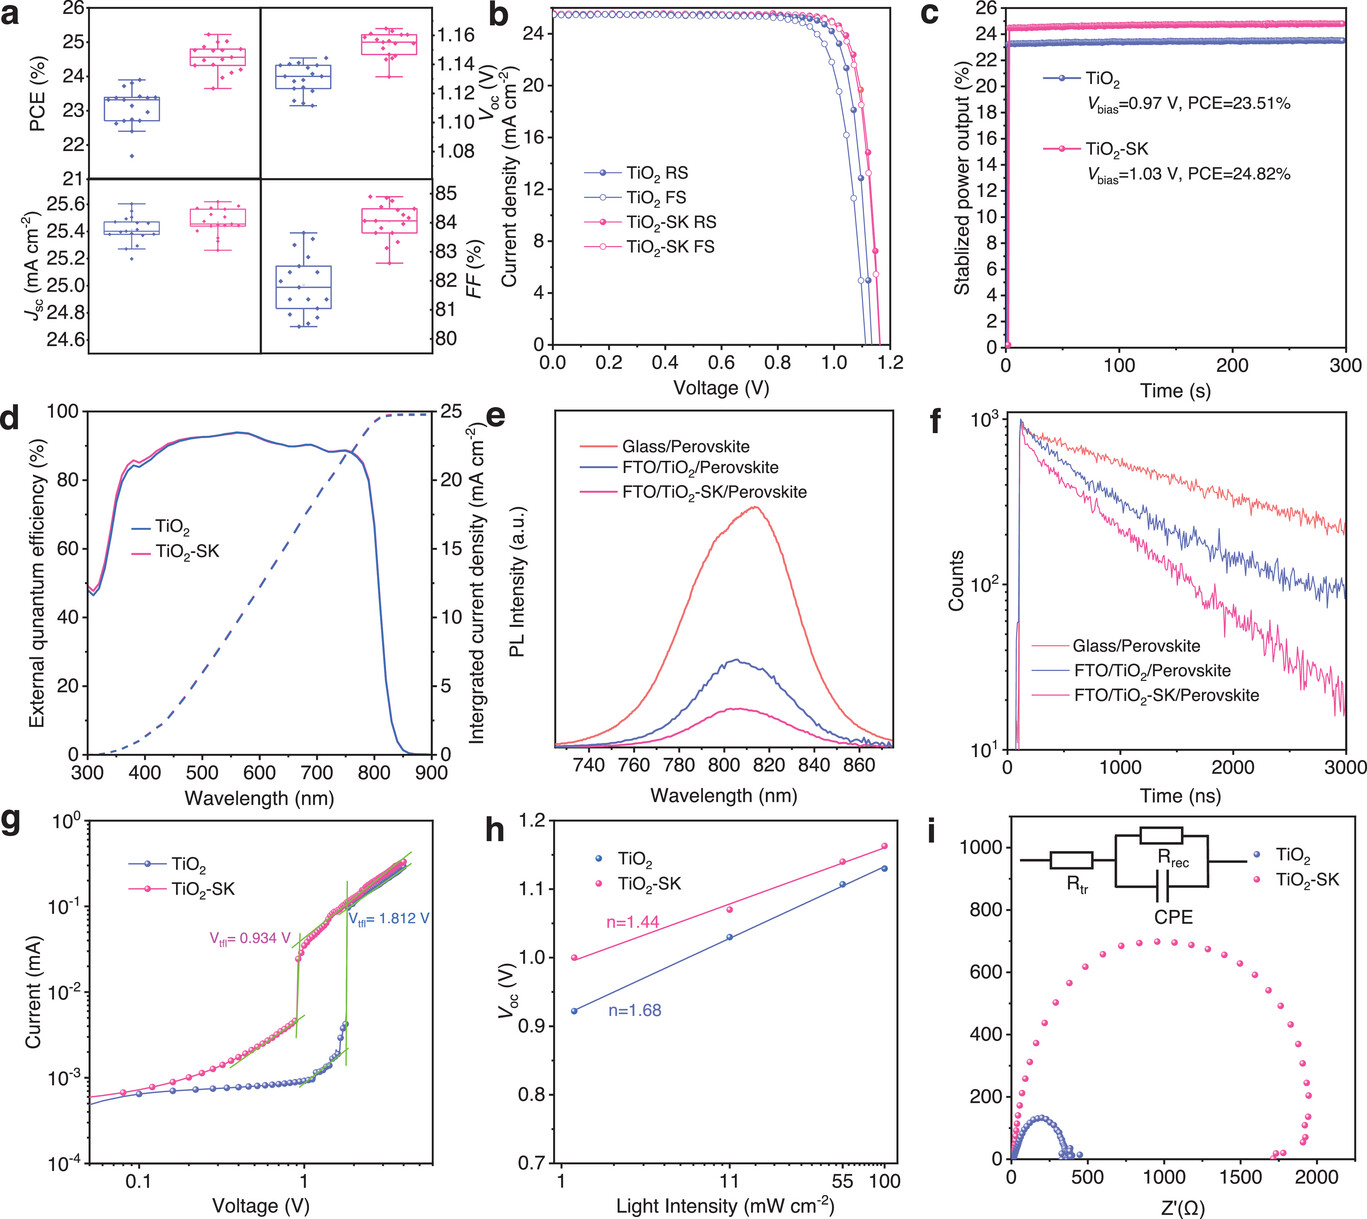 a
26
25
24
23
22
21
PCE (%)
1.16
1.14
1.12
1.10
1.08
Voc (V)
25.6
25.4
25.2
25.0
24.8
24.6
Jsc (mA cm-2)
85
84
83
82
81
80
FF (%)
b
24
20
16
12
8
4
0
Current density (mA cm-2)
TiO2 RS
TiO2 FS
TiO2-SK RS
TiO2-SK FS
0.0 0.2 0.4 0.6 0.8 1.0 1.2
Voltage (V)
c
26
24
22
20
18
16
14
12
10
8
6
4
2
0
Stablized power output (%)
TiO2
Vbias=0.97 V, PCE=23.51%
TiO2-SK
Vbias=1.03 V, PCE=24.82%
0 100 200 300
Time (s)
d
100
80
60
40
20
0
External qunantum efficiency (%)
TiO2
TiO2-SK
25
20
15
10
5
0
Intergrated current density (mA cm-2)
300 400 500 600 700 800 900
Wavelength (nm)
e
PL Intensity (a.u.)
Glass/Perovskite
FTO/TiO2/Perovskite
FTO/TiO2-SK/Perovskite
740 760 780 800 820 840 860
Wavelength (nm)
f
10^3
10^2
10^1
Counts
Glass/Perovskite
FTO/TiO2/Perovskite
FTO/TiO2-SK/Perovskite
0 1000 2000 3000
Time (ns)
g
10^0
10^-1
10^-2
10^-3
10^-4
Current (mA)
TiO2
TiO2-SK
Vtfl= 1.812 V
Vtfl= 0.934 V
0.1 1
Voltage (V)
h
1.2
1.1
1.0
0.9
0.8
0.7
Voc (V)
TiO2
TiO2-SK
n=1.44
n=1.68
1 11 55 100
Light Intensity (mW cm-2)
i
1000
800
600
400
200
0
Rtr
Rrec
CPE
TiO2
TiO2-SK
0 500 1000 1500 2000
Z'(Ω)